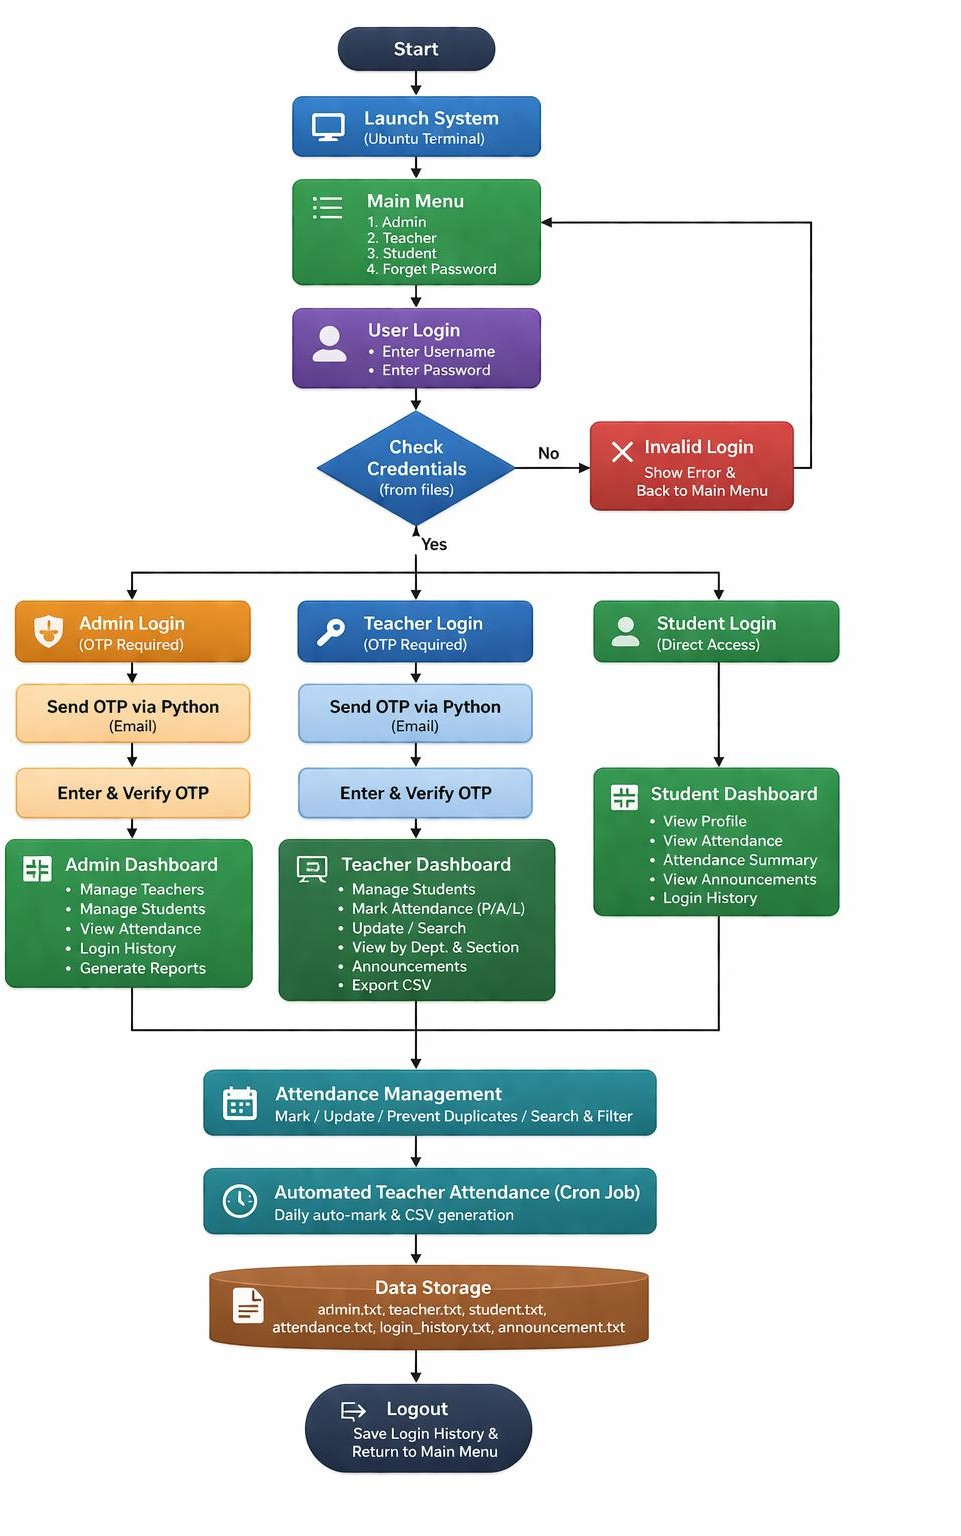 Start
Launch System
(Ubuntu Terminal)
Main Menu
1. Admin
2. Teacher
3. Student
4. Forget Password
User Login
• Enter Username
• Enter Password
Check
Credentials
(from files)
No
Invalid Login
Show Error &
Back to Main Menu
Yes
Admin Login
(OTP Required)
Teacher Login
(OTP Required)
Student Login
(Direct Access)
Send OTP via Python
(Email)
Send OTP via Python
(Email)
Enter & Verify OTP
Enter & Verify OTP
Admin Dashboard
• Manage Teachers
• Manage Students
• View Attendance
• Login History
• Generate Reports
Teacher Dashboard
• Manage Students
• Mark Attendance (P/A/L)
• Update / Search
• View by Dept. & Section
• Announcements
• Export CSV
Student Dashboard
• View Profile
• View Attendance
• Attendance Summary
• View Announcements
• Login History
Attendance Management
Mark / Update / Prevent Duplicates / Search & Filter
Automated Teacher Attendance (Cron Job)
Daily auto-mark & CSV generation
Data Storage
admin.txt, teacher.txt, student.txt,
attendance.txt, login_history.txt, announcement.txt
Logout
Save Login History &
Return to Main Menu